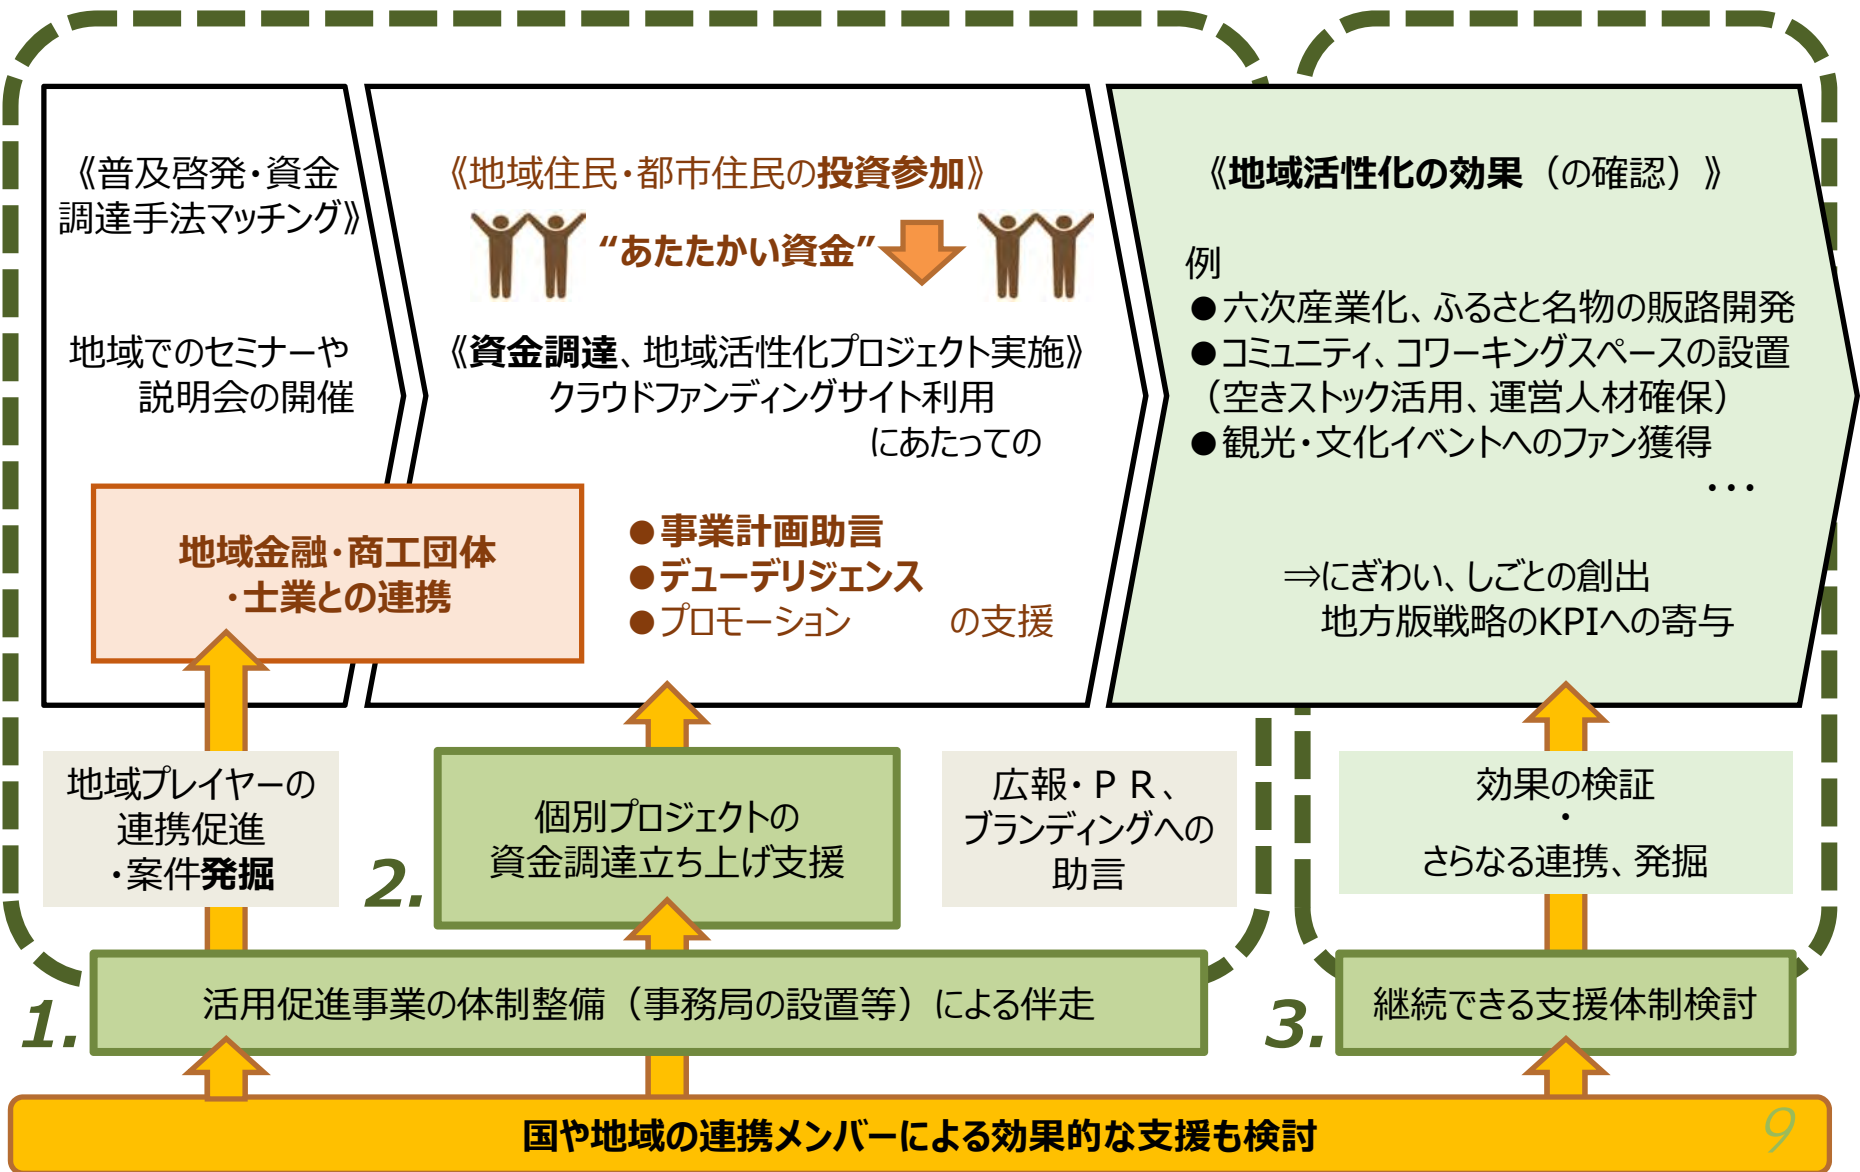 《普及啓発・資金
調達手法マッチング》
地域でのセミナーや
説明会の開催
《地域住民・都市住民の投資参加》
“あたたかい資金”
《資金調達、地域活性化プロジェクト実施》
クラウドファンディングサイト利用
にあたっての
地域金融・商工団体
・士業との連携
●事業計画助言
●デューデリジェンス
●プロモーション の支援
《地域活性化の効果（の確認）》
例
●六次産業化、ふるさと名物の販路開発
●コミュニティ、コワーキングスペースの設置
（空きストック活用、運営人材確保）
●観光・文化イベントへのファン獲得
・・・
⇒にぎわい、しごとの創出
地方版戦略のKPIへの寄与
地域プレイヤーの
連携促進
・案件発掘
2.
個別プロジェクトの
資金調達立ち上げ支援
広報・ＰＲ、
ブランディングへの
助言
効果の検証
・
さらなる連携、発掘
1.
活用促進事業の体制整備（事務局の設置等）による伴走
3.
継続できる支援体制検討
国や地域の連携メンバーによる効果的な支援も検討
9